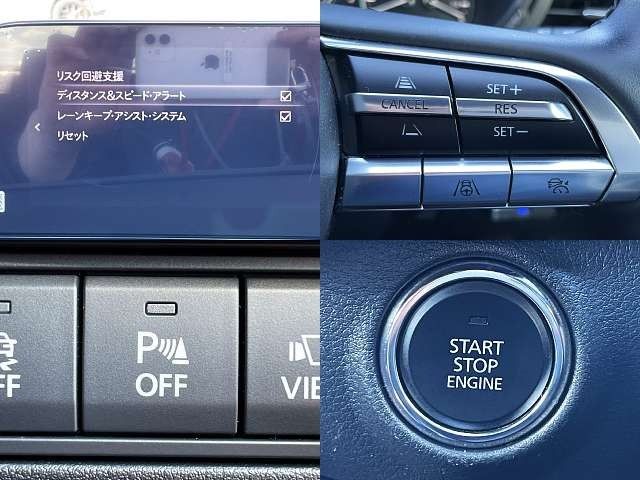 リスク回避支援
ディスタンス&スピード・アラート
レーンキープ・アシスト・システム
リセット
CANCEL
SET+
RES
SET-
P OFF
VIE
START
STOP
ENGINE